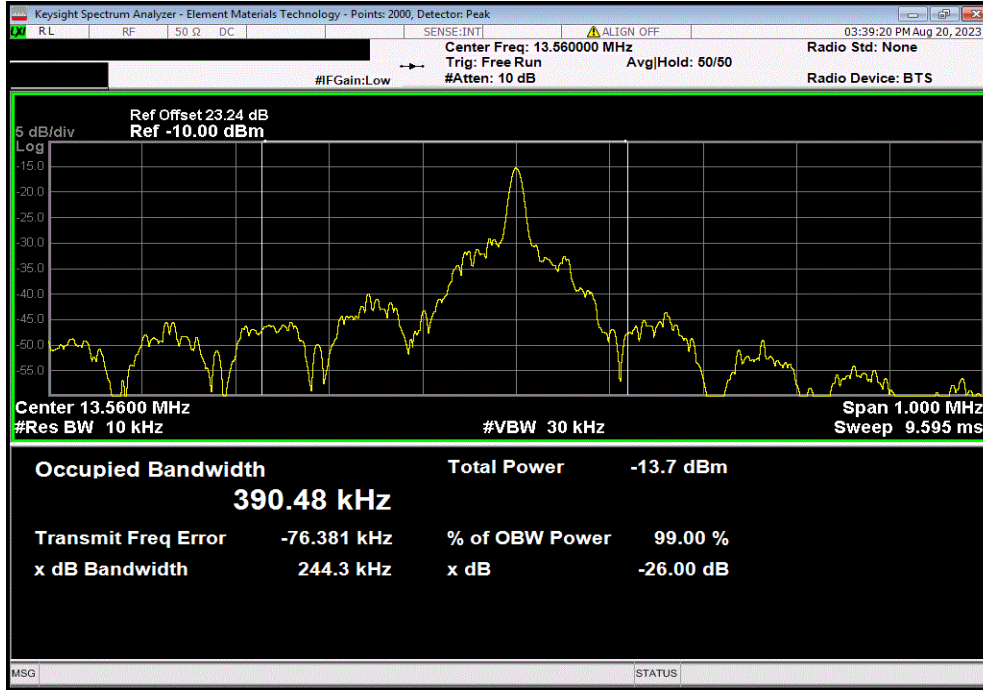 Keysight Spectrum Analyzer - Element Materials Technology - Points: 2000, Detector: Peak
LXI RL RF 50 Ω DC SENSE:INT ALIGN OFF 03:39:20 PM Aug 20, 2023
Center Freq: 13.560000 MHz Radio Std: None
Trig: Free Run Avg|Hold: 50/50
#IFGain:Low #Atten: 10 dB Radio Device: BTS
Ref Offset 23.24 dB
5 dB/div Ref -10.00 dBm
Log
-15.0
-20.0
-25.0
-30.0
-35.0
-40.0
-45.0
-50.0
-55.0
Center 13.5600 MHz Span 1.000 MHz
#Res BW 10 kHz #VBW 30 kHz Sweep 9.595 ms
Occupied Bandwidth Total Power -13.7 dBm
390.48 kHz
Transmit Freq Error -76.381 kHz % of OBW Power 99.00 %
x dB Bandwidth 244.3 kHz x dB -26.00 dB
MSG STATUS